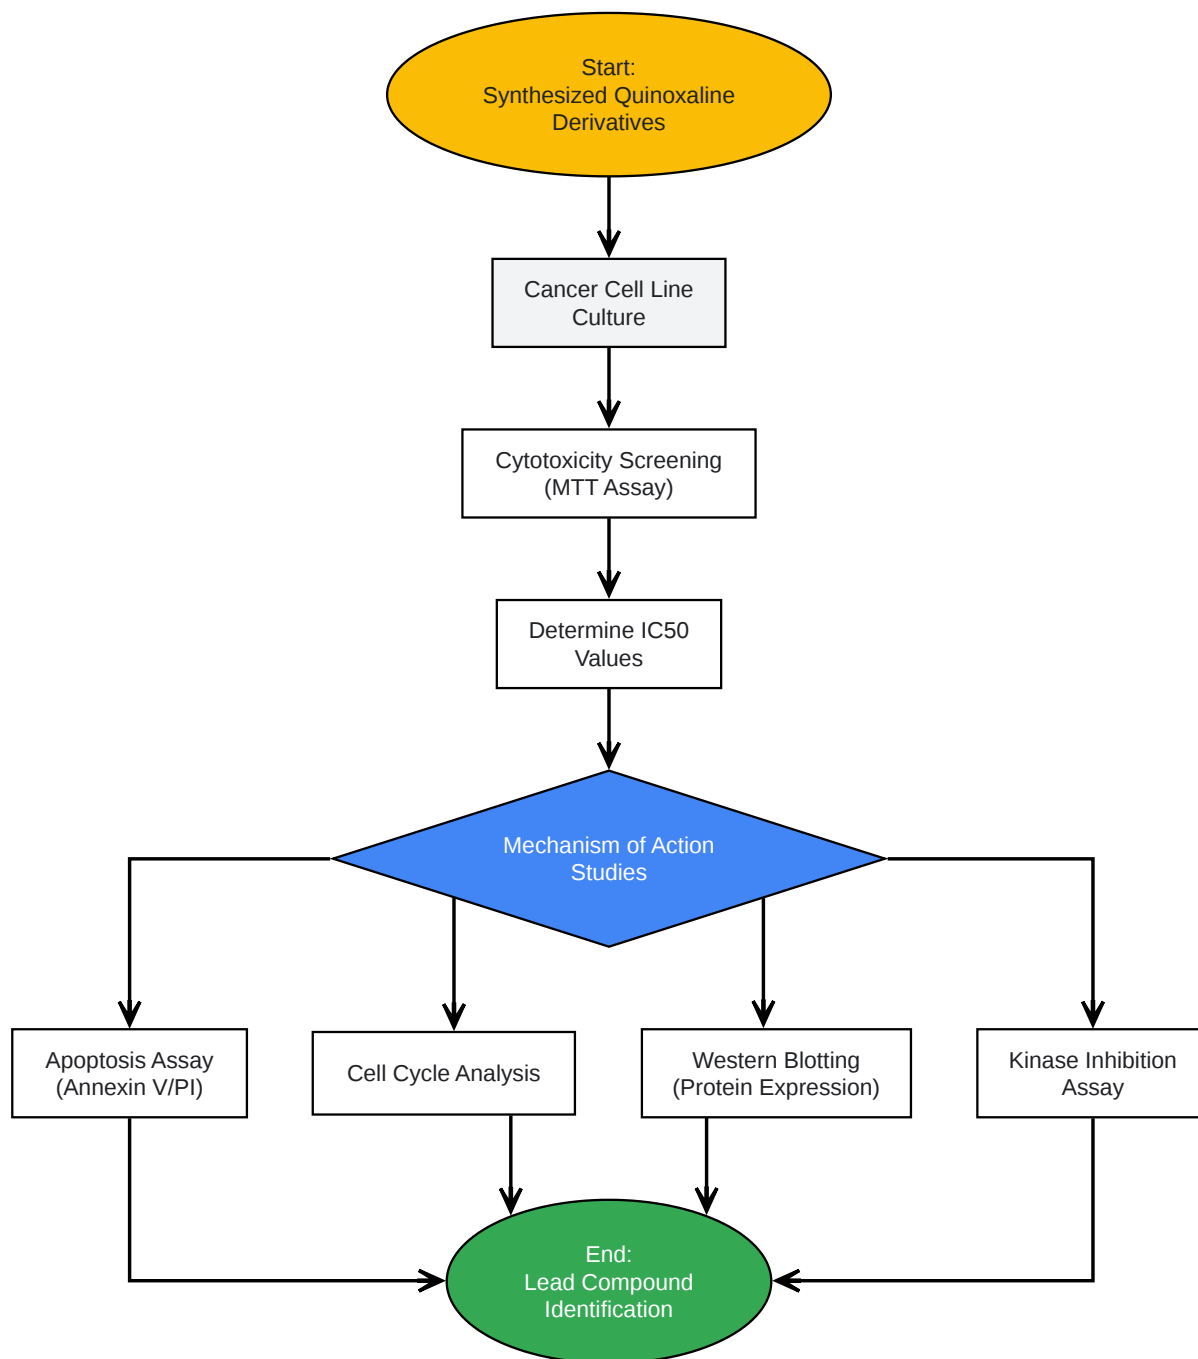 Start:
Synthesized Quinoxaline
Derivatives
Cancer Cell Line
Culture
Cytotoxicity Screening
(MTT Assay)
Determine IC50
Values
Mechanism of Action
Studies
Apoptosis Assay
(Annexin V/PI)
Cell Cycle Analysis
Western Blotting
(Protein Expression)
Kinase Inhibition
Assay
End:
Lead Compound
Identification